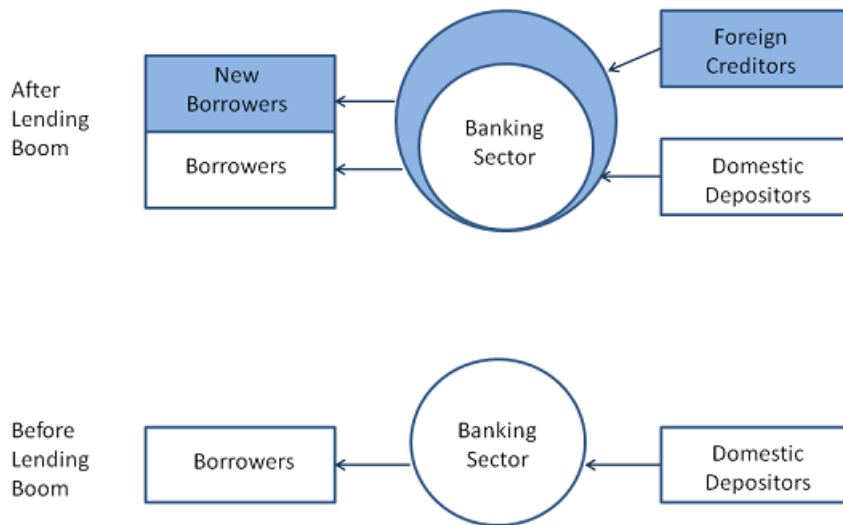 After
Lending
Boom
New
Borrowers
Borrowers
Banking
Sector
Foreign
Creditors
Domestic
Depositors
Before
Lending
Boom
Borrowers
Banking
Sector
Domestic
Depositors